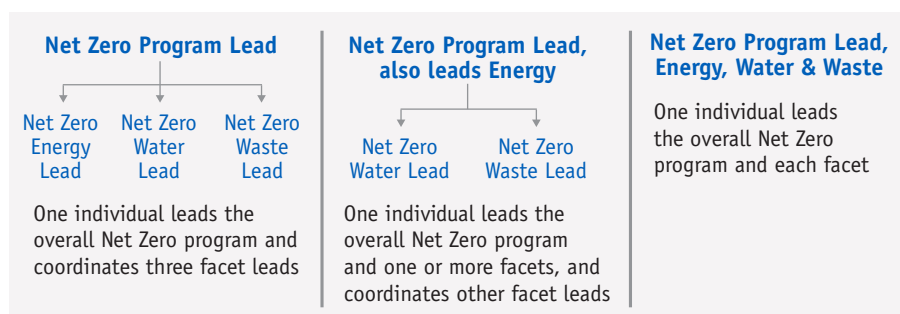 Net Zero Program Lead
Net Zero
Energy
Lead
Net Zero
Water
Lead
Net Zero
Waste
Lead
One individual leads the
overall Net Zero program and
coordinates three facet leads
Net Zero Program Lead,
also leads Energy
Net Zero
Water Lead
Net Zero
Waste Lead
One individual leads the
overall Net Zero program
and one or more facets, and
coordinates other facet leads
Net Zero Program Lead,
Energy, Water & Waste
One individual leads
the overall Net Zero
program and each facet